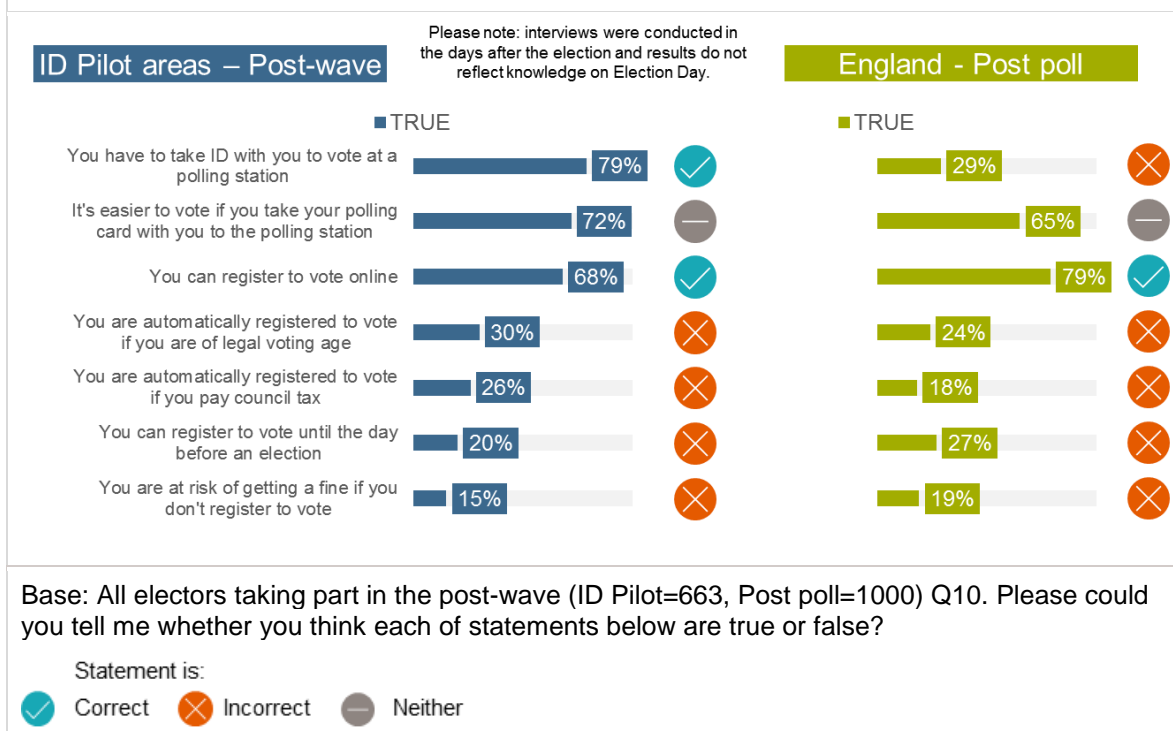 Please note: interviews were conducted in
the days after the election and results do not
reflect knowledge on Election Day.
ID Pilot areas – Post-wave
England - Post poll
TRUE
TRUE
You have to take ID with you to vote at a
polling station
79%
29%
It's easier to vote if you take your polling
card with you to the polling station
72%
65%
You can register to vote online
68%
79%
You are automatically registered to vote
if you are of legal voting age
30%
24%
You are automatically registered to vote
if you pay council tax
26%
18%
You can register to vote until the day
before an election
20%
27%
You are at risk of getting a fine if you
don't register to vote
15%
19%
Base: All electors taking part in the post-wave (ID Pilot=663, Post poll=1000) Q10. Please could
you tell me whether you think each of statements below are true or false?
Statement is:
Correct
Incorrect
Neither